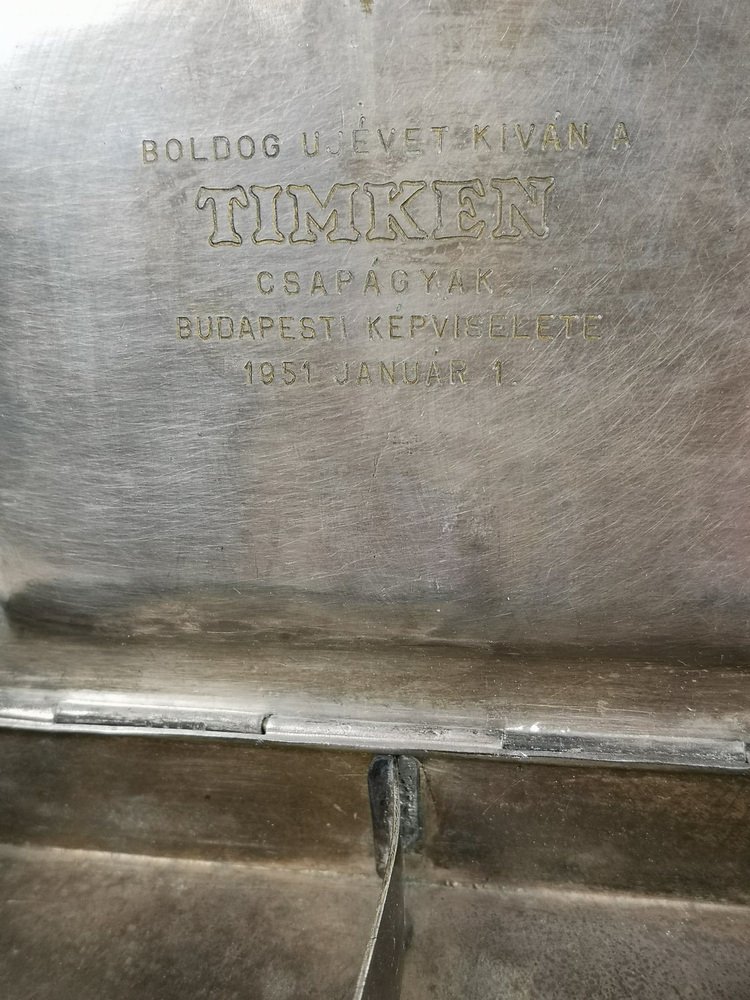 BOLDOG UJÉVET KIVÁN A
TIMKEN
CSAPÁGYAK
BUDAPESTI KÉPVISELETE
1951 JANUÁR 1.